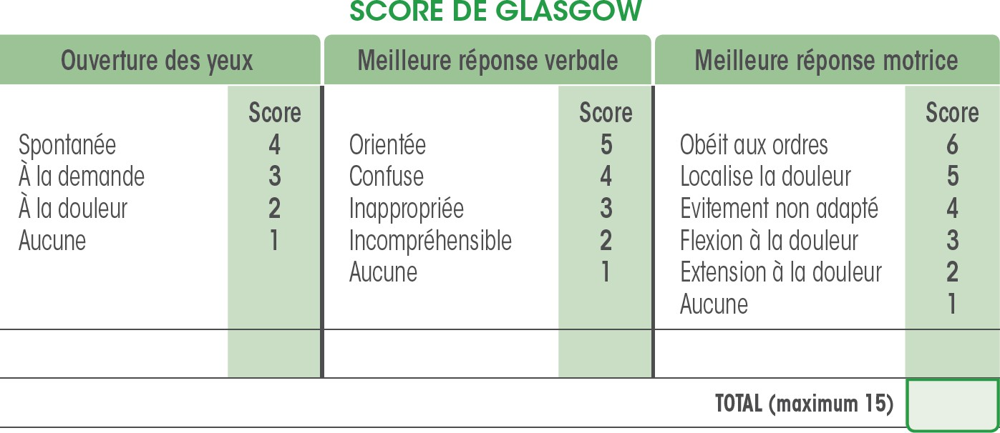 SCORE DE GLASGOW
Ouverture des yeux
Score
Spontanée 4
À la demande 3
À la douleur 2
Aucune 1
Meilleure réponse verbale
Score
Orientée 5
Confuse 4
Inappropriée 3
Incompréhensible 2
Aucune 1
Meilleure réponse motrice
Score
Obéit aux ordres 6
Localise la douleur 5
Evitement non adapté 4
Flexion à la douleur 3
Extension à la douleur 2
Aucune 1
TOTAL (maximum 15)